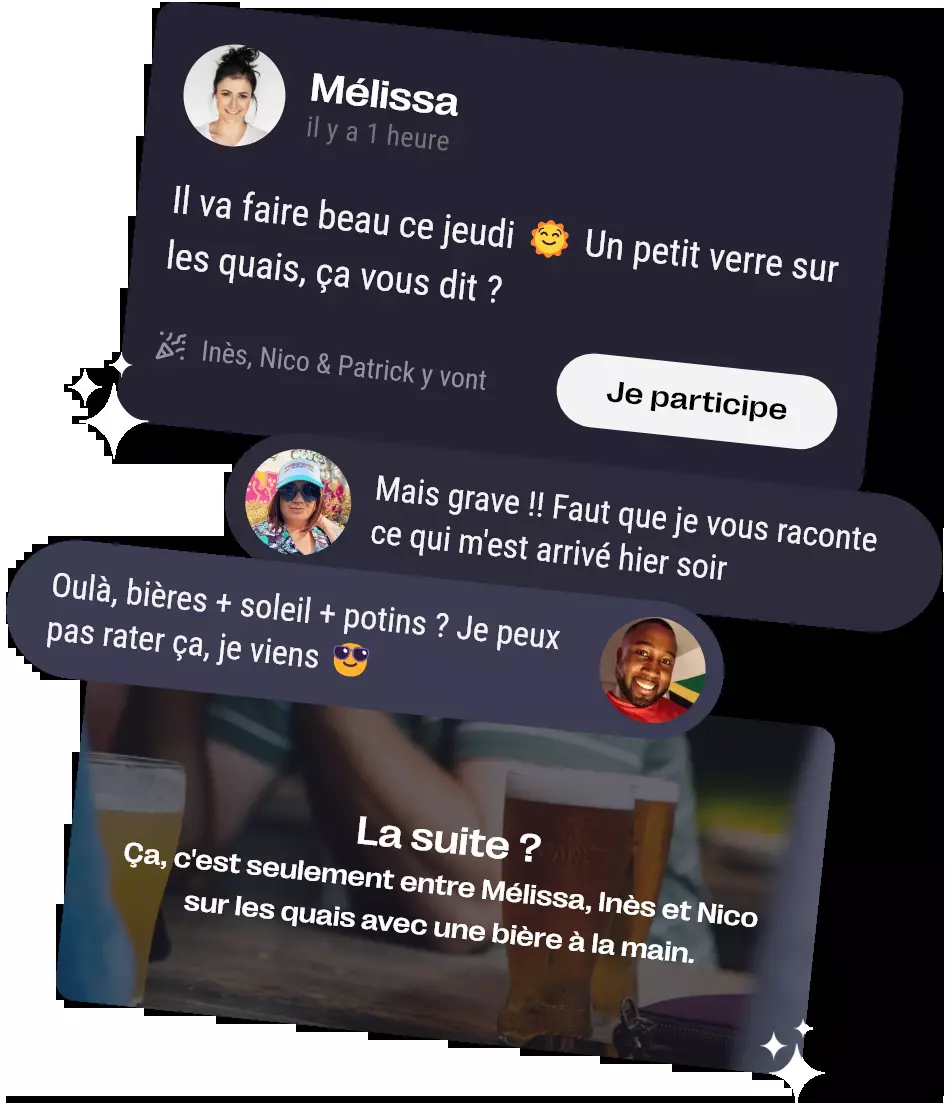 Mélissa
il y a 1 heure
Il va faire beau ce jeudi 🌞 Un petit verre sur
les quais, ça vous dit ?
Inès, Nico & Patrick y vont
Je participe
Mais grave !! Faut que je vous raconte
ce qui m'est arrivé hier soir
Oulà, bières + soleil + potins ? Je peux
pas rater ça, je viens 😎
La suite ?
Ça, c'est seulement entre Mélissa, Inès et Nico
sur les quais avec une bière à la main.